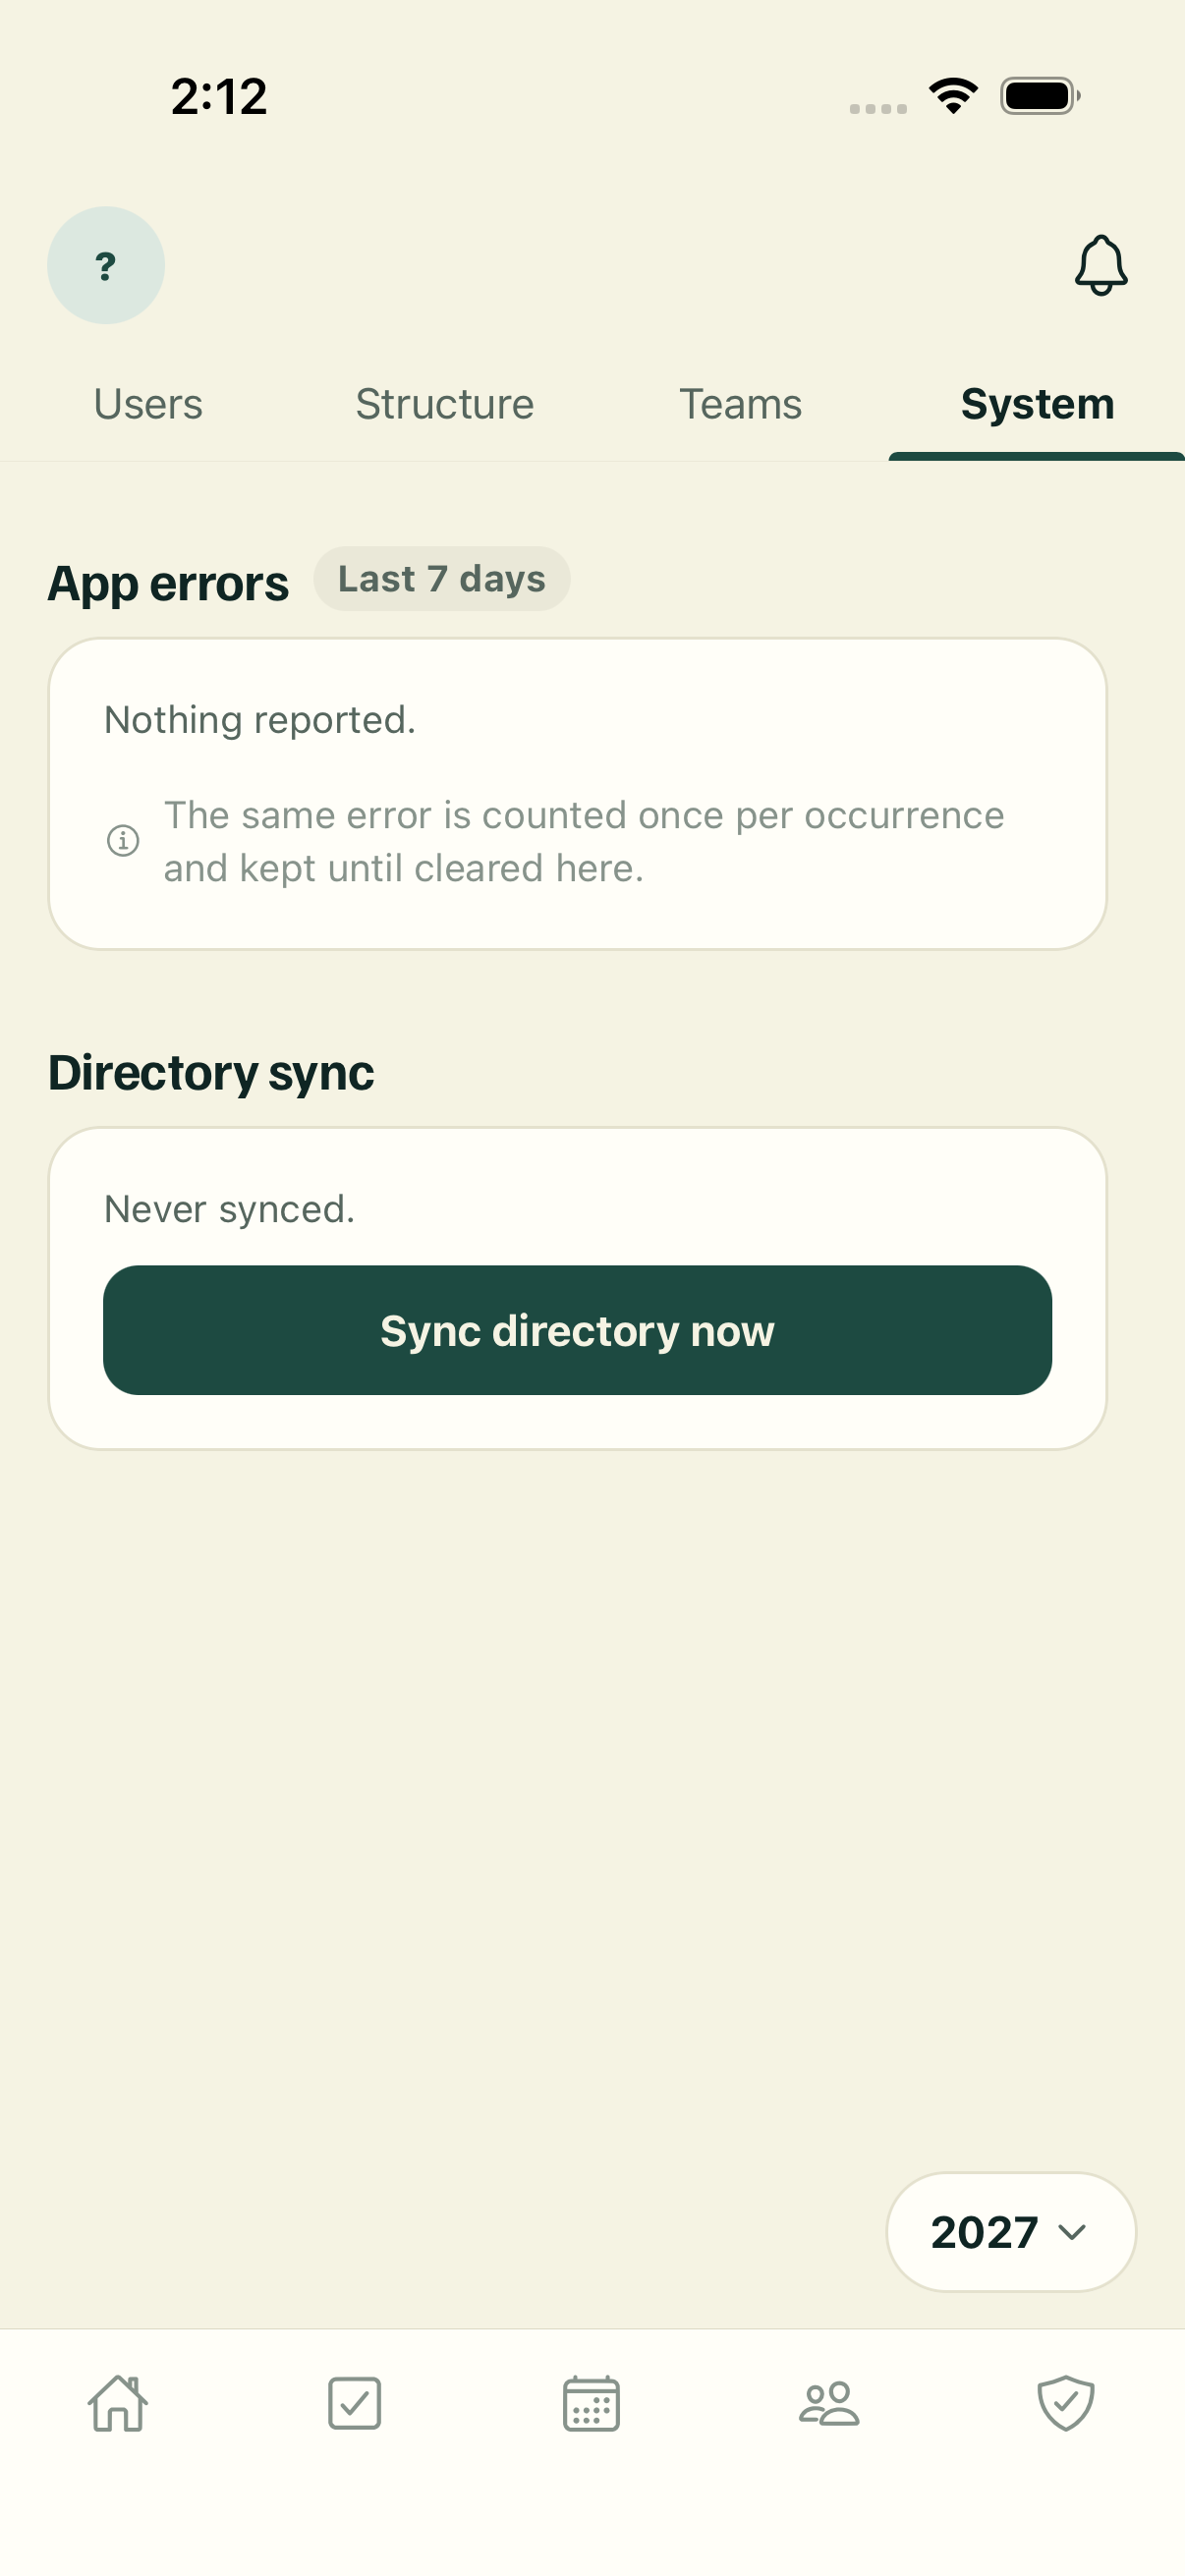 2:12
?
Users Structure Teams System
App errors Last 7 days
Nothing reported.
The same error is counted once per occurrence
and kept until cleared here.
Directory sync
Never synced.
Sync directory now
2027